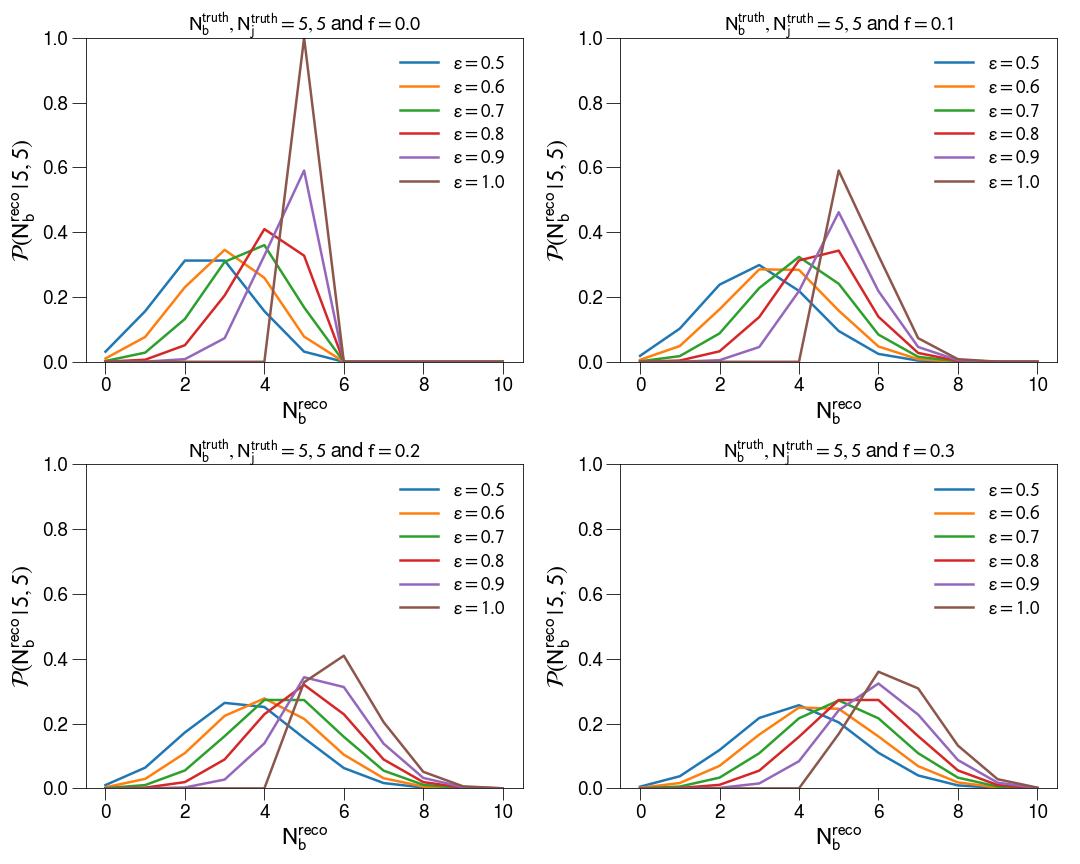 N_b^truth, N_j^truth = 5, 5 and f = 0.0
1.0
0.8
0.6
0.4
0.2
0.0
0 2 4 6 8 10
P(N_b^reco | 5, 5)
N_b^reco
ε = 0.5
ε = 0.6
ε = 0.7
ε = 0.8
ε = 0.9
ε = 1.0
N_b^truth, N_j^truth = 5, 5 and f = 0.1
1.0
0.8
0.6
0.4
0.2
0.0
0 2 4 6 8 10
P(N_b^reco | 5, 5)
N_b^reco
ε = 0.5
ε = 0.6
ε = 0.7
ε = 0.8
ε = 0.9
ε = 1.0
N_b^truth, N_j^truth = 5, 5 and f = 0.2
1.0
0.8
0.6
0.4
0.2
0.0
0 2 4 6 8 10
P(N_b^reco | 5, 5)
N_b^reco
ε = 0.5
ε = 0.6
ε = 0.7
ε = 0.8
ε = 0.9
ε = 1.0
N_b^truth, N_j^truth = 5, 5 and f = 0.3
1.0
0.8
0.6
0.4
0.2
0.0
0 2 4 6 8 10
P(N_b^reco | 5, 5)
N_b^reco
ε = 0.5
ε = 0.6
ε = 0.7
ε = 0.8
ε = 0.9
ε = 1.0